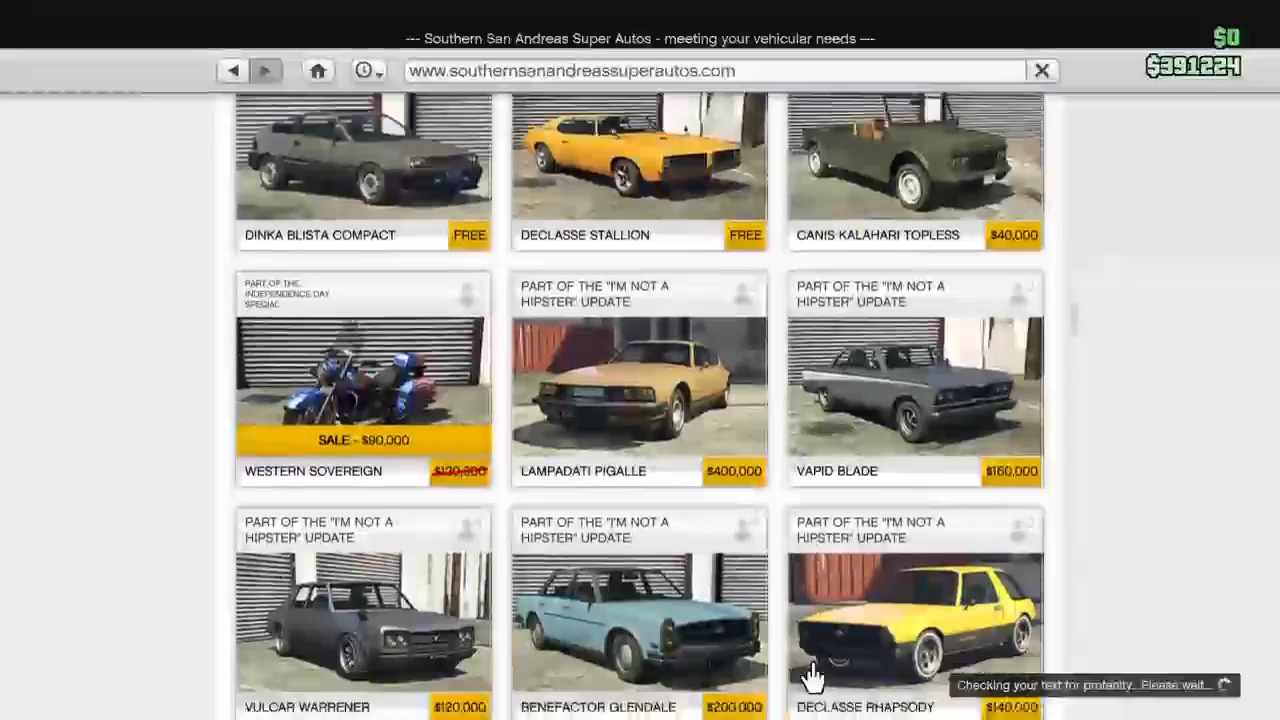 --- Southern San Andreas Super Autos - meeting your vehicular needs ---
$0
www.southernsanandreassuperautos.com
$391224
DINKA BLISTA COMPACT
FREE
DECLASSE STALLION
FREE
CANIS KALAHARI TOPLESS
$40,000
PART OF THE
INDEPENDENCE DAY
SPECIAL
PART OF THE "I'M NOT A
HIPSTER" UPDATE
PART OF THE "I'M NOT A
HIPSTER" UPDATE
SALE - $90,000
WESTERN SOVEREIGN
$120,000
LAMPADATI PIGALLE
$400,000
VAPID BLADE
$160,000
PART OF THE "I'M NOT A
HIPSTER" UPDATE
PART OF THE "I'M NOT A
HIPSTER" UPDATE
PART OF THE "I'M NOT A
HIPSTER" UPDATE
Checking your text for profanity. Please wait...
VULCAR WARRENER
$120,000
BENEFACTOR GLENDALE
$200,000
DECLASSE RHAPSODY
$140,000